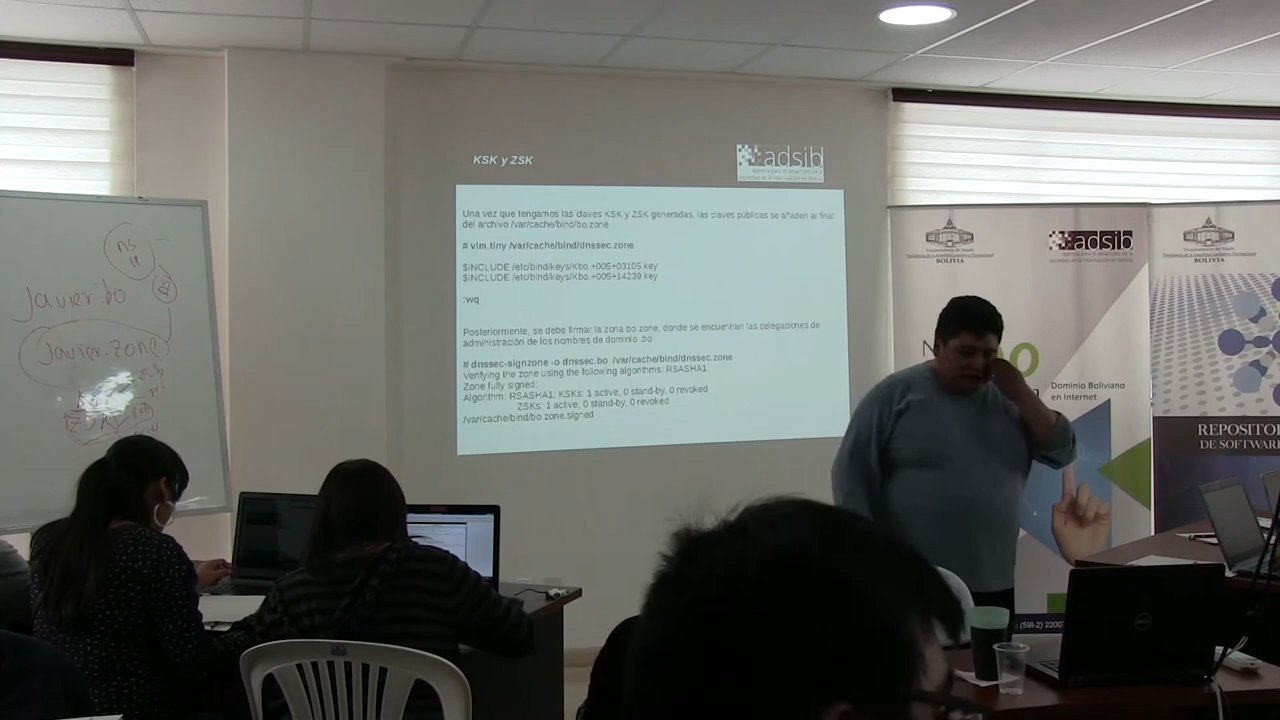 KSK y ZSK
adsib
Una vez que tengamos las claves KSK y ZSK generadas, las claves públicas se añaden al final
del archivo /var/cache/bind/bo.zone
# vim.tiny /var/cache/bind/dnssec.zone
$INCLUDE /etc/bind/keys/Kbo.+005+03105.key
$INCLUDE /etc/bind/keys/Kbo.+005+14239.key
:wq
Posteriormente, se debe firmar la zona bo.zone, donde se encuentran las delegaciones de
administración de los nombres de dominio .bo
# dnssec-signzone -o dnssec.bo /var/cache/bind/dnssec.zone
Verifying the zone using the following algorithms: RSASHA1.
Zone fully signed:
Algorithm: RSASHA1: KSKs: 1 active, 0 stand-by, 0 revoked
ZSKs: 1 active, 0 stand-by, 0 revoked
/var/cache/bind/bo.zone.signed
ns
Javier.bo
Javier.zone
BOLIVIA
adsib
Dominio Boliviano
en Internet
BOLIVIA
REPOSITO
DE SOFTWAR
DELL